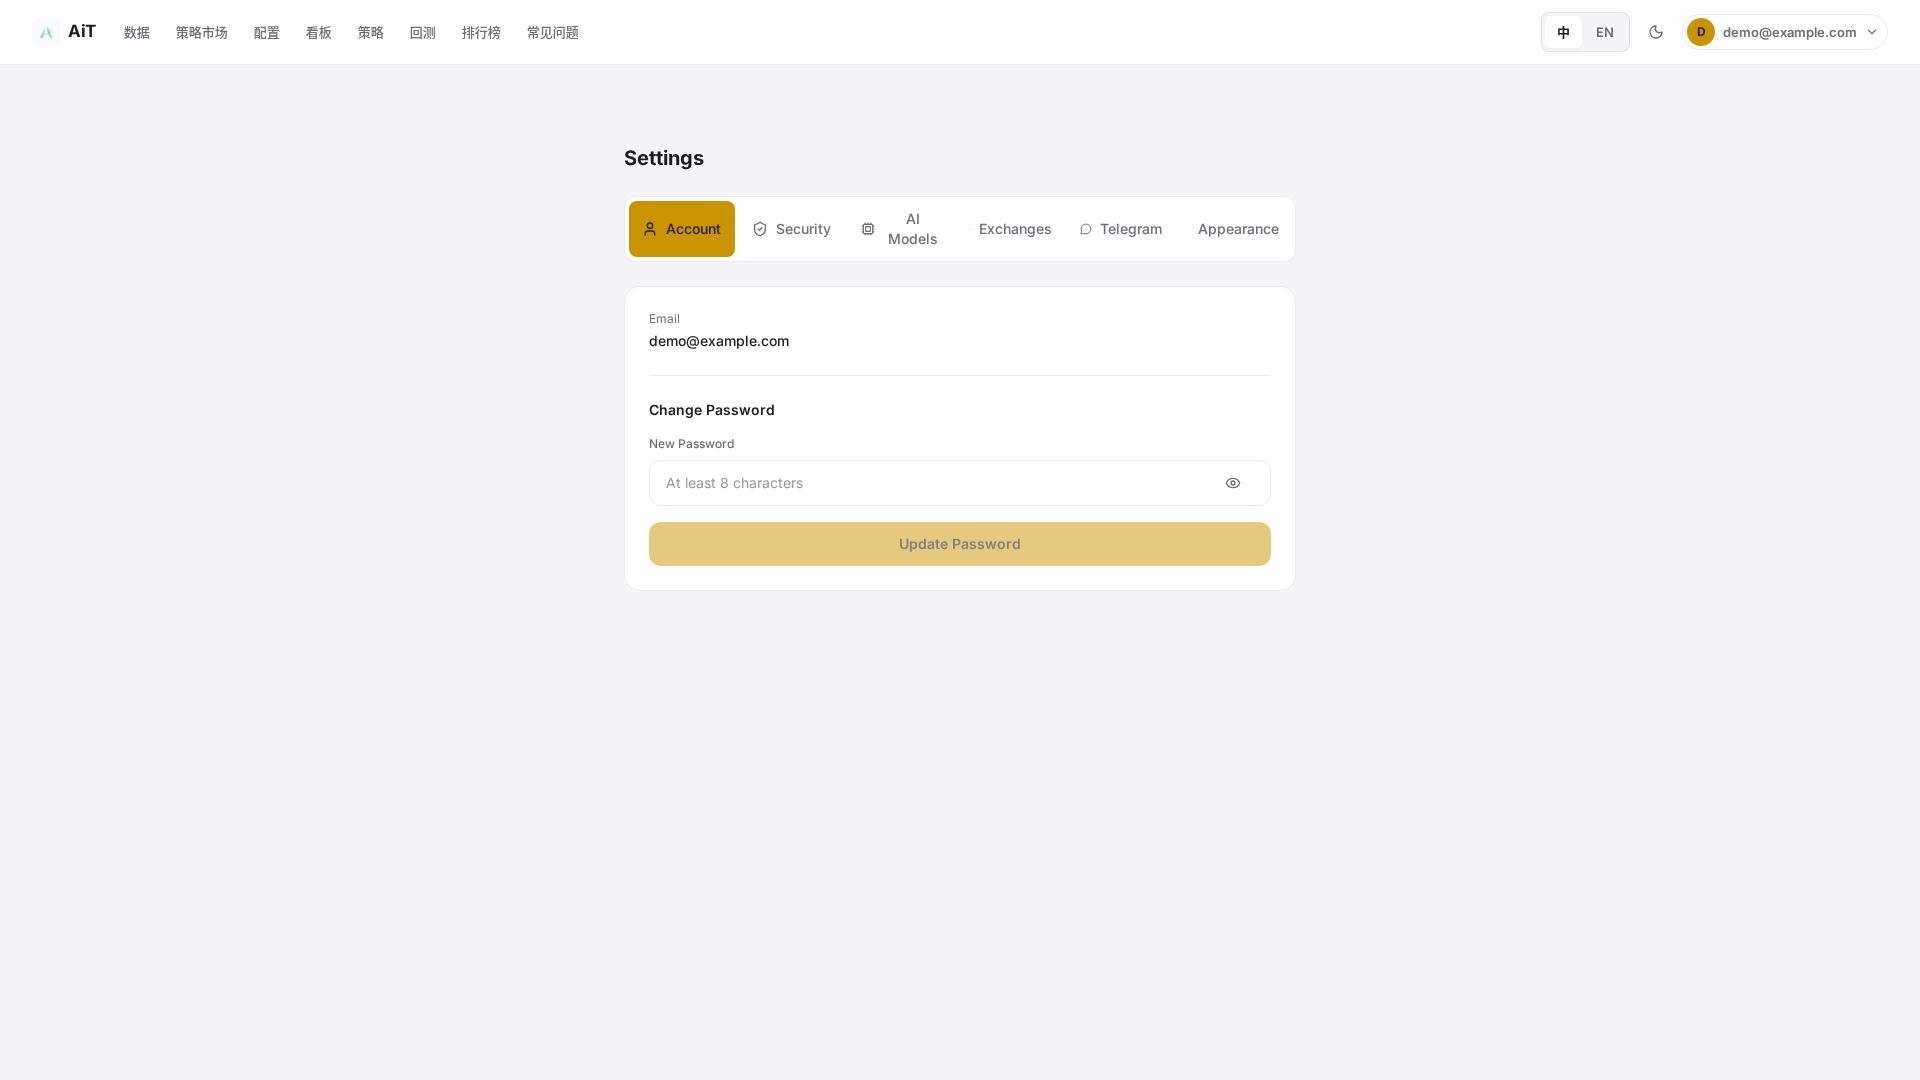 AiT
数据
策略市场
配置
看板
策略
回测
排行榜
常见问题
中
EN
D
demo@example.com
Settings
Account
Security
AI
Models
Exchanges
Telegram
Appearance
Email
demo@example.com
Change Password
New Password
At least 8 characters
Update Password